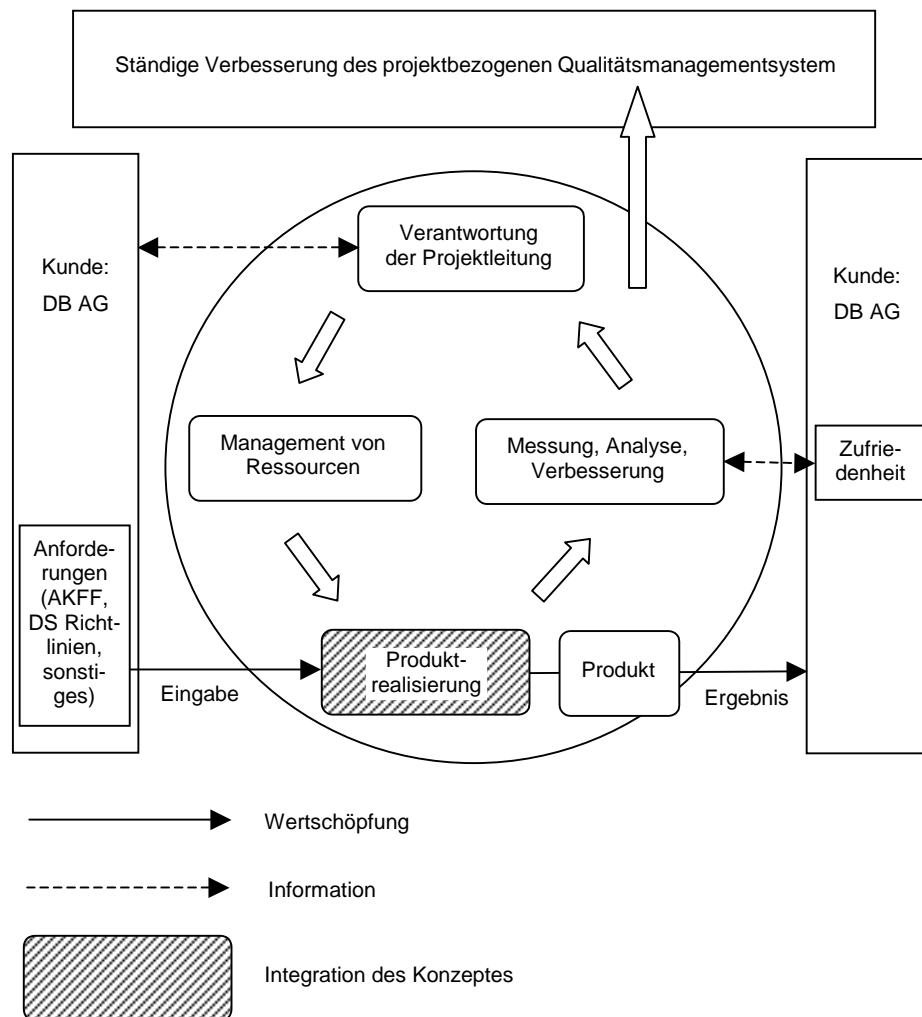 Ständige Verbesserung des projektbezogenen Qualitätsmanagementsystem
Kunde:
DB AG
Verantwortung
der Projektleitung
Kunde:
DB AG
Management von
Ressourcen
Messung, Analyse,
Verbesserung
Zufrie-
denheit
Anforde-
rungen
(AKFF,
DS Richt-
linien,
sonsti-
ges)
Eingabe
Produkt-
realisierung
Produkt
Ergebnis
Wertschöpfung
Information
Integration des Konzeptes